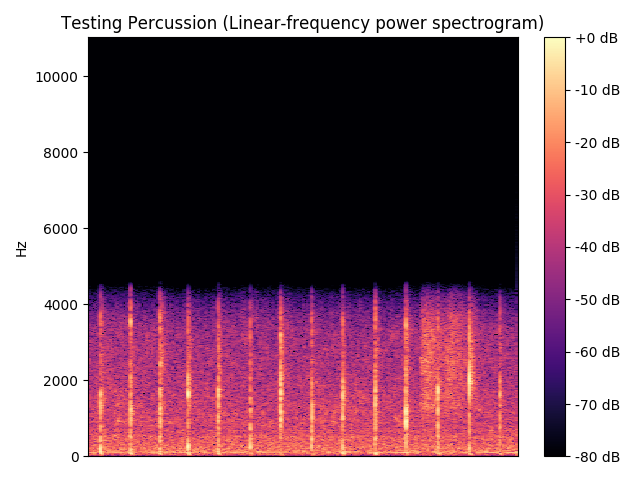 Testing Percussion (Linear-frequency power spectrogram)
Hz
10000
8000
6000
4000
2000
0
+0 dB
-10 dB
-20 dB
-30 dB
-40 dB
-50 dB
-60 dB
-70 dB
-80 dB